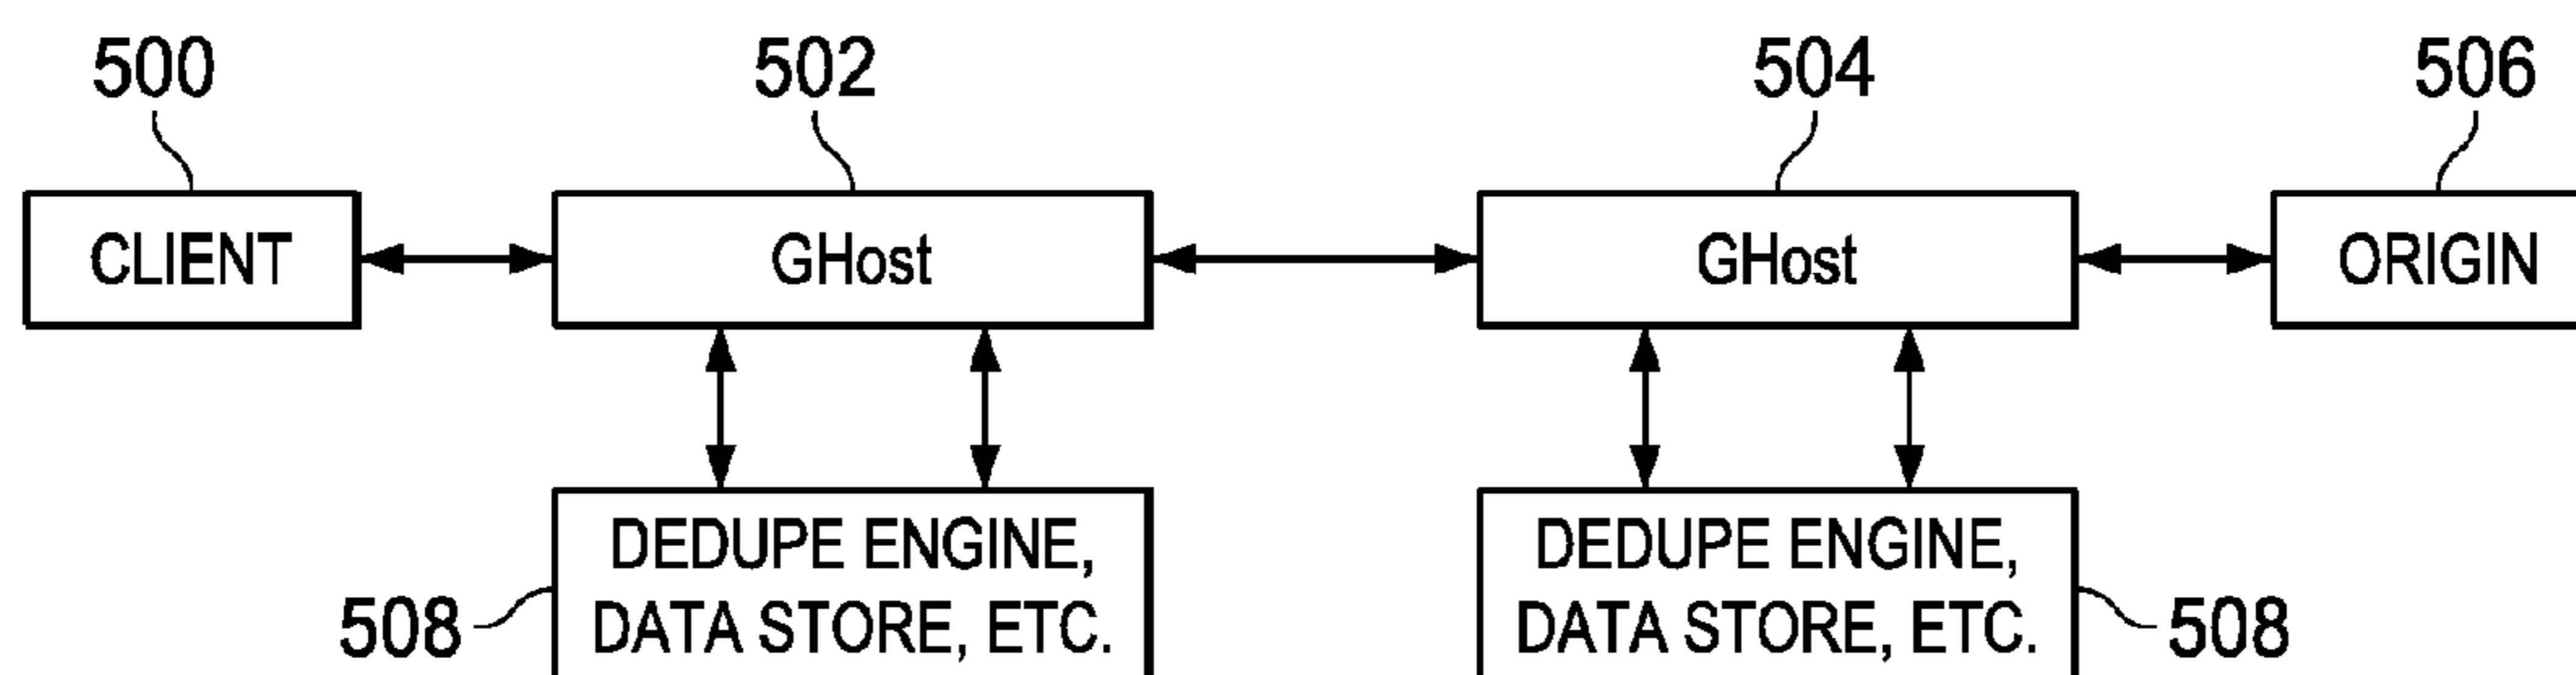 500
502
504
506
CLIENT
GHost
GHost
ORIGIN
DEDUPE ENGINE,
DATA STORE, ETC.
508
DEDUPE ENGINE,
DATA STORE, ETC.
508